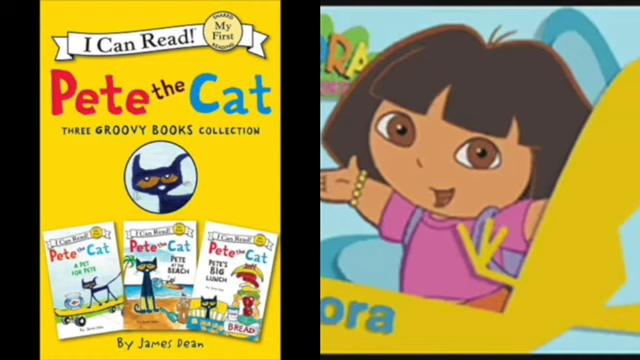 I Can Read!
SHARED
My
First
READING
Pete the Cat
THREE GROOVY BOOKS COLLECTION
I Can Read!
Pete the Cat
A PET
FOR PETE
I Can Read!
Pete the Cat
PETE
AT THE
BEACH
I Can Read!
Pete the Cat
PETE'S
BIG
LUNCH
BREAD
By James Dean
ora